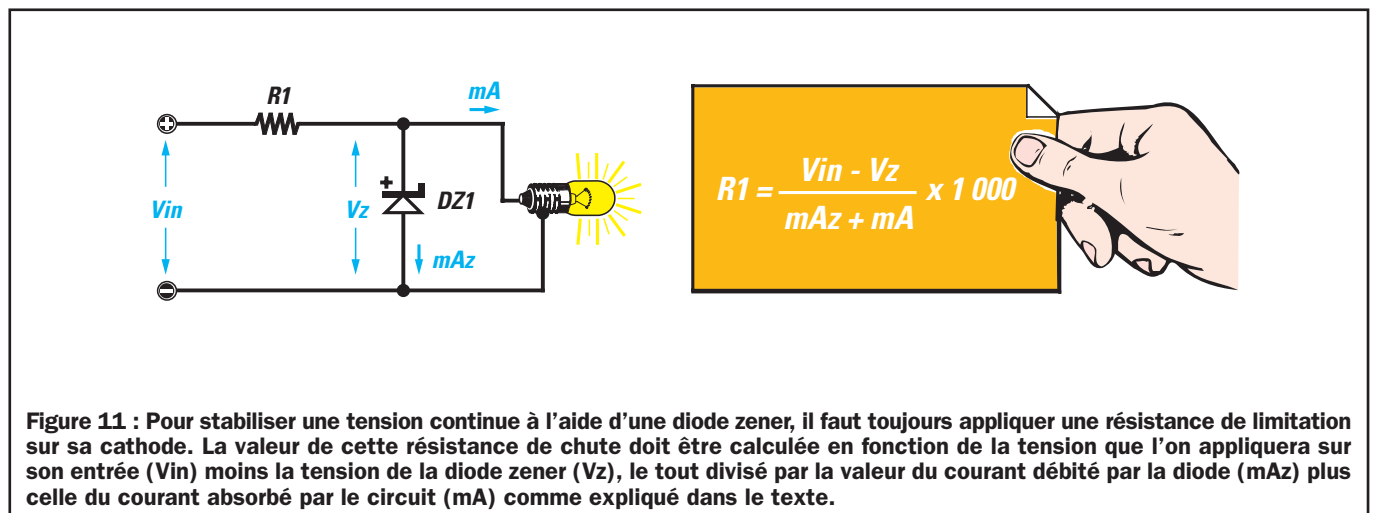 R1
mA
Vin
Vz
+
DZ1
mAz
R1 = Vin - Vz / mAz + mA x 1 000
Figure 11 : Pour stabiliser une tension continue à l'aide d'une diode zener, il faut toujours appliquer une résistance de limitation
sur sa cathode. La valeur de cette résistance de chute doit être calculée en fonction de la tension que l'on appliquera sur
son entrée (Vin) moins la tension de la diode zener (Vz), le tout divisé par la valeur du courant débité par la diode (mAz) plus
celle du courant absorbé par le circuit (mA) comme expliqué dans le texte.